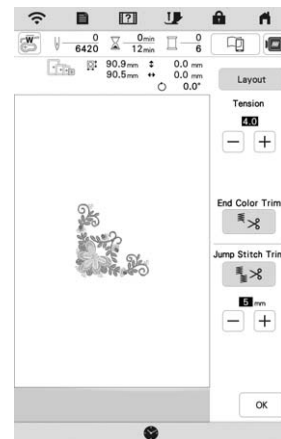 W
0
6420
0min
12min
0
6
90.9mm
90.5mm
0.0 mm
0.0 mm
0.0°
Layout
Tension
4.0
− +
End Color Trim
Jump Stitch Trim
5 mm
− +
OK